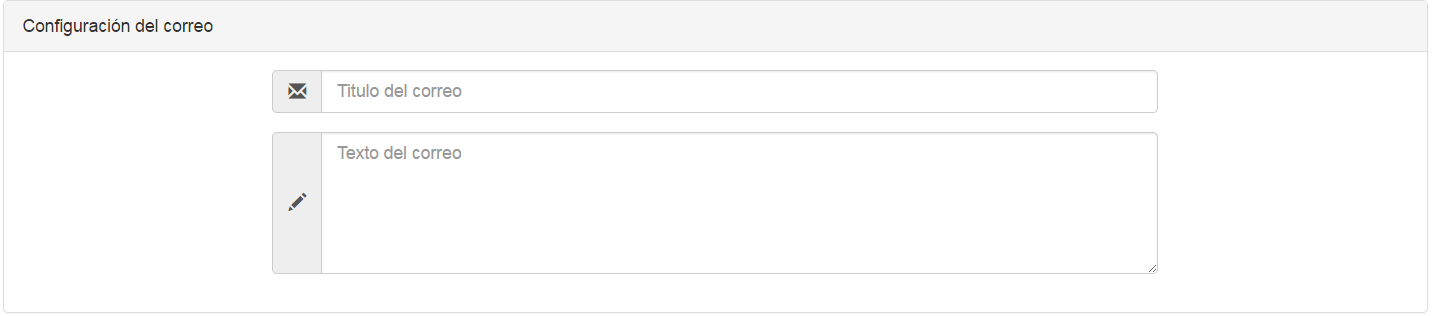 Configuración del correo
Titulo del correo
Texto del correo